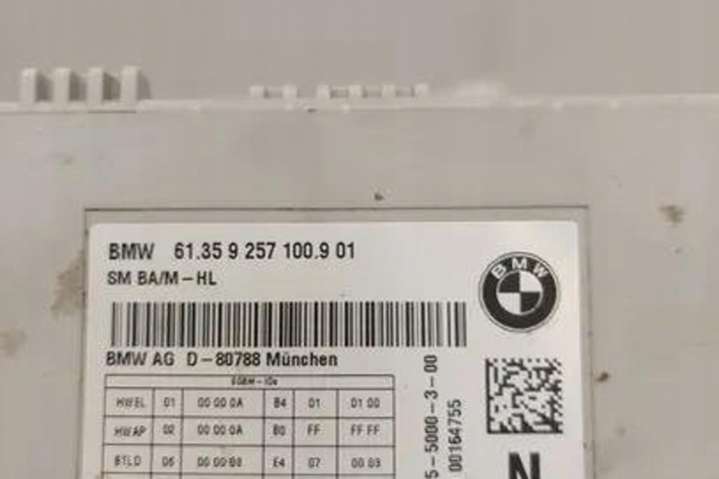 BMW 61.35 9 257 100.9 01
SM BA/M-HL
BMW
BMW AG D-80788 München
HWEL 01 00 00 0A B4 01 01 00
HWAP 02 00 00 0A B0 FF FF FF
BTLD 06 00 00 E4 07 00 03
5-5000-3-00
00164755
N